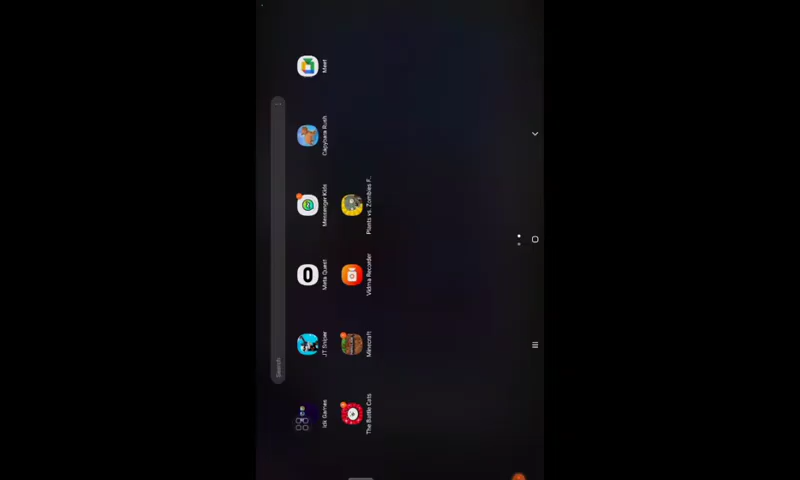 Search
Idk Games
JT Sniper
Meta Quest
Messenger Kids
Capybara Rush
Meet
The Battle Cats
Minecraft
Vidma Recorder
Plants vs. Zombies F..